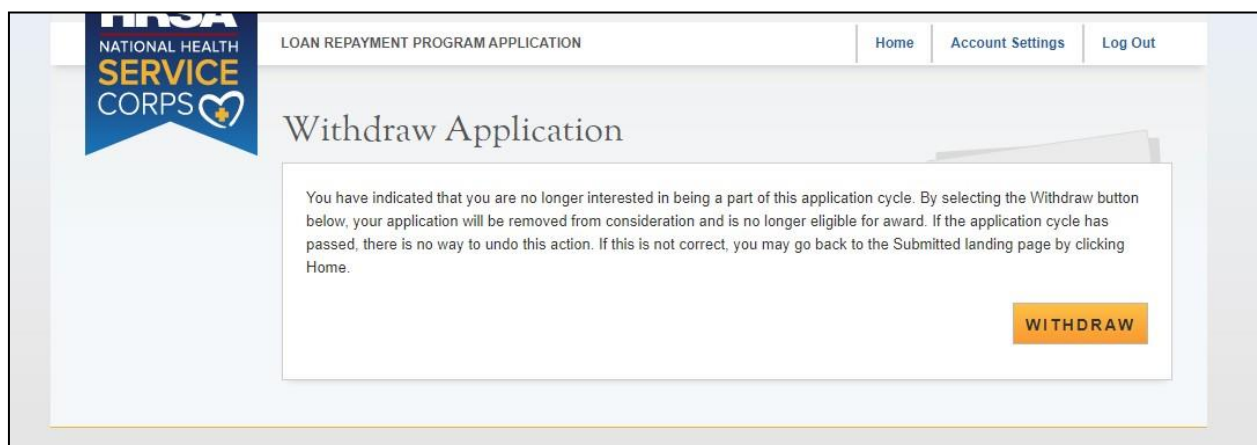 HRSA
NATIONAL HEALTH
SERVICE
CORPS
LOAN REPAYMENT PROGRAM APPLICATION
Home
Account Settings
Log Out
Withdraw Application
You have indicated that you are no longer interested in being a part of this application cycle. By selecting the Withdraw button
below, your application will be removed from consideration and is no longer eligible for award. If the application cycle has
passed, there is no way to undo this action. If this is not correct, you may go back to the Submitted landing page by clicking
Home.
WITHDRAW